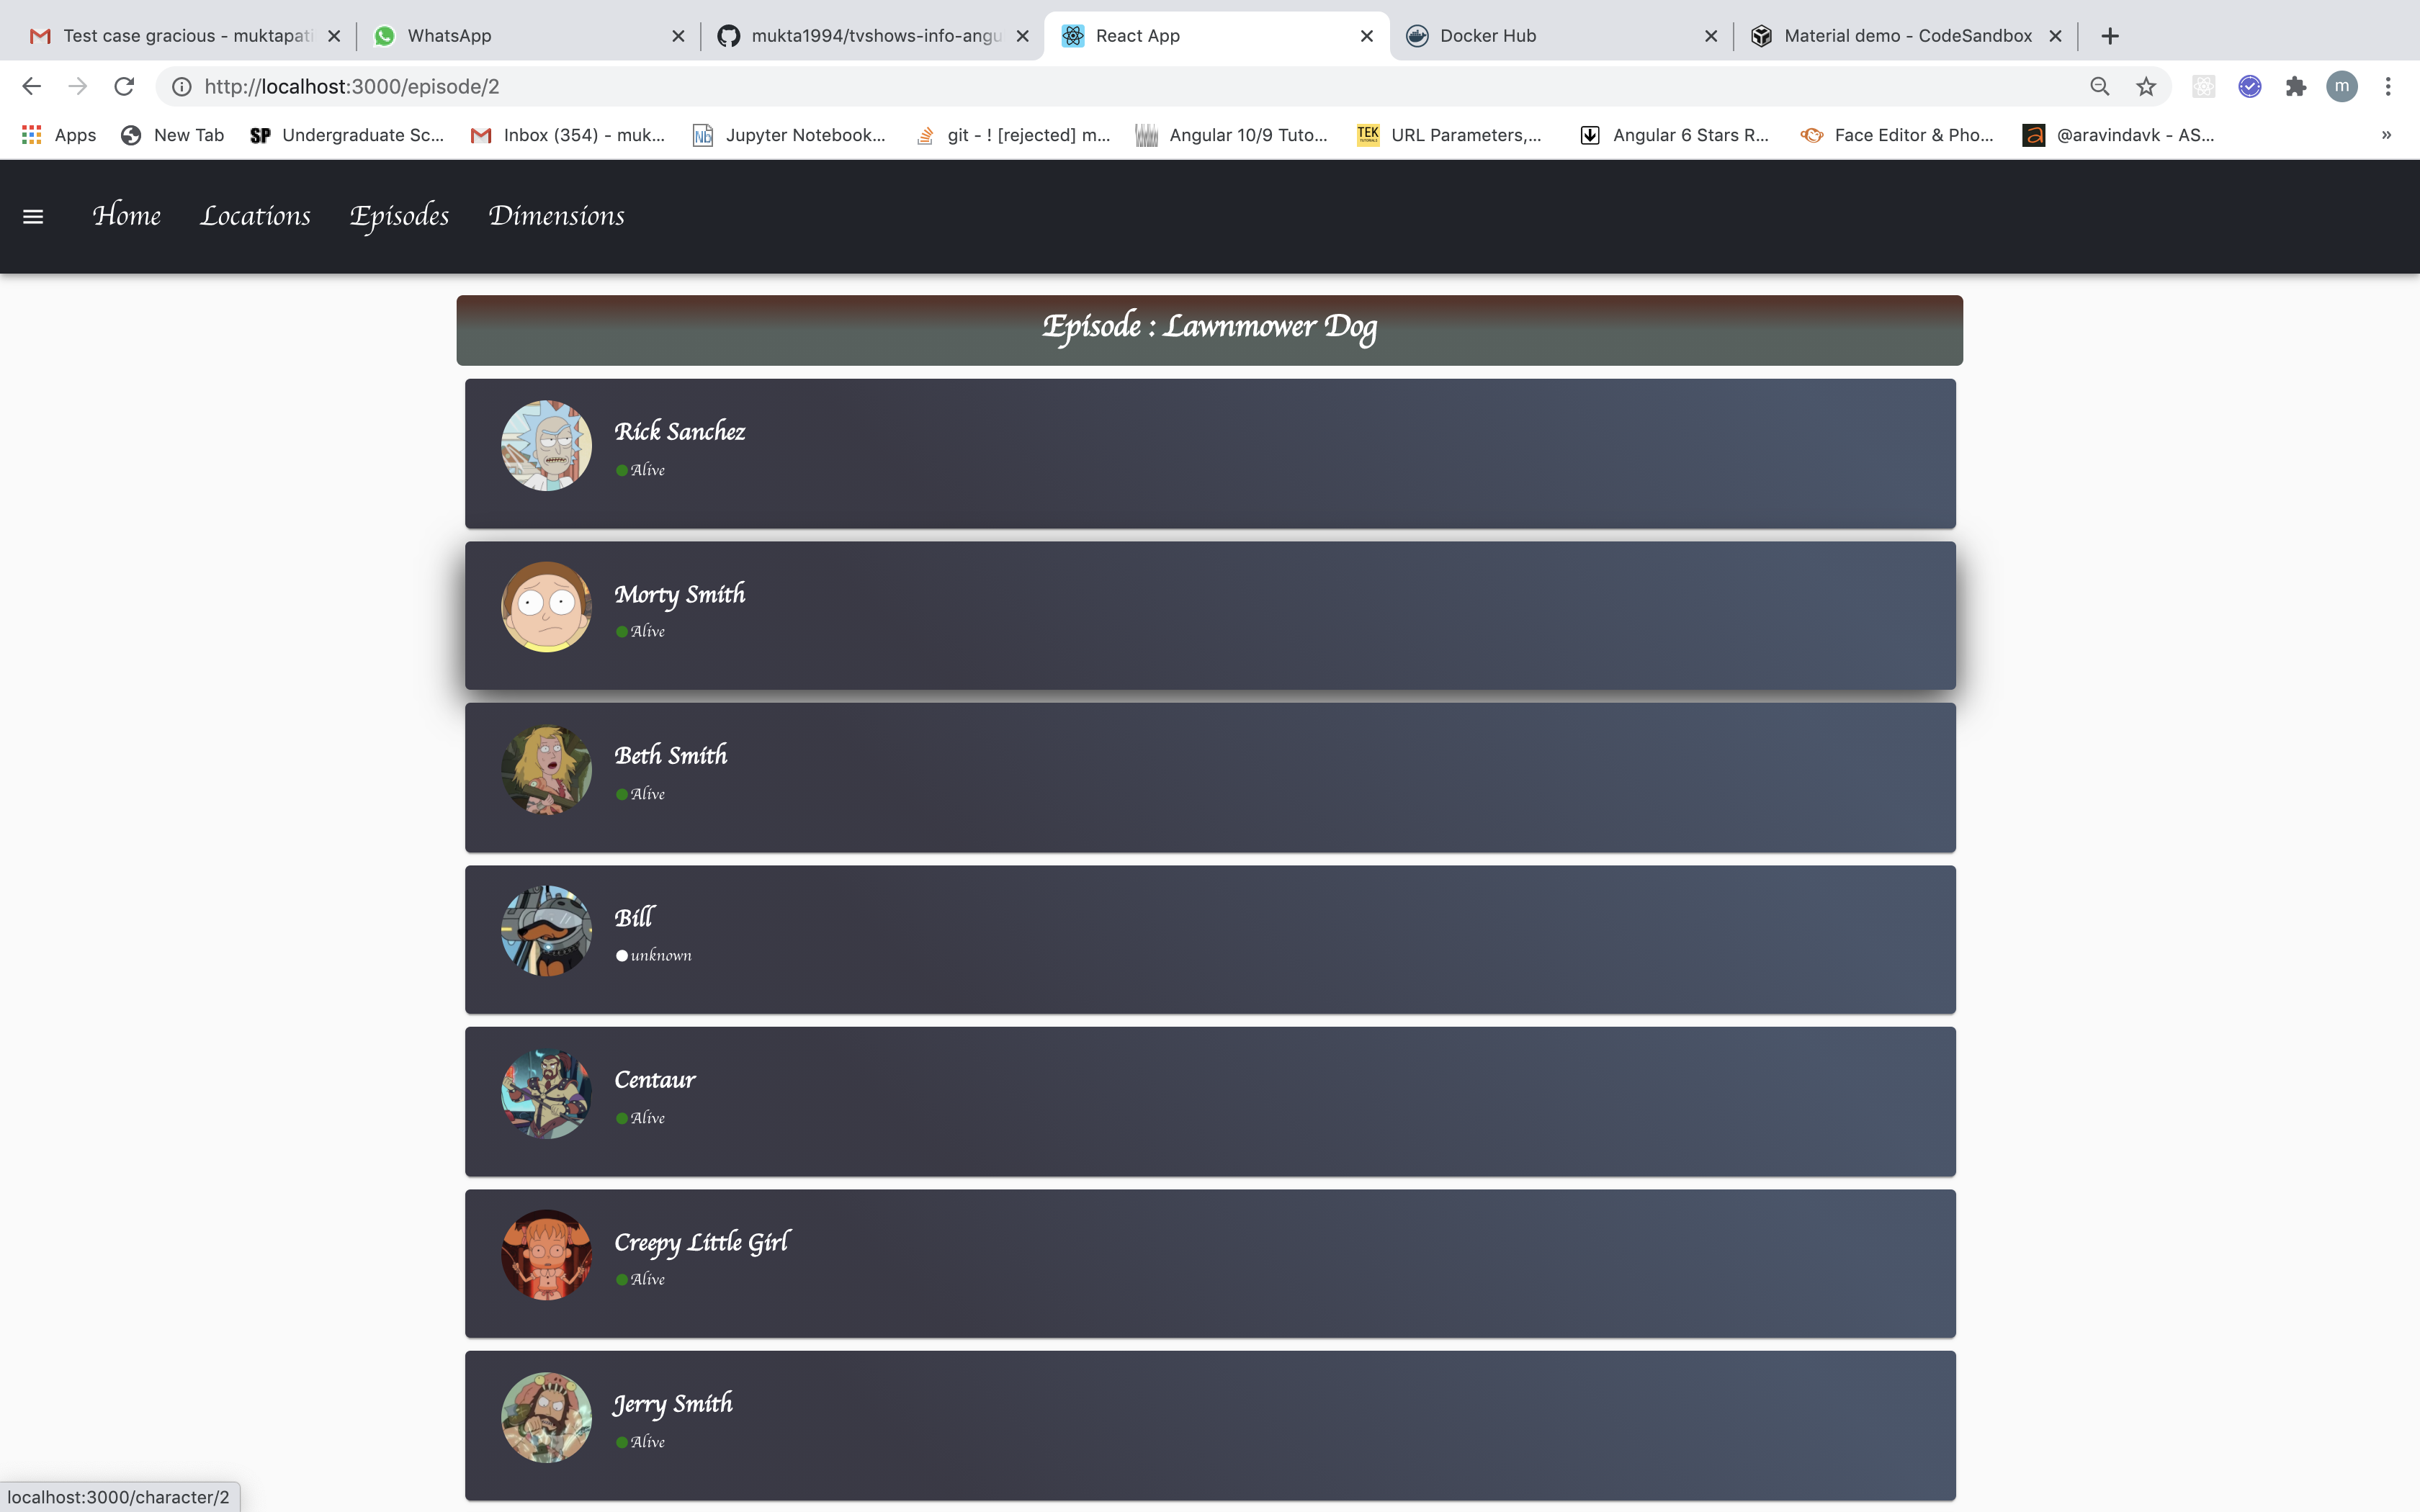 Test case gracious - muktapati
WhatsApp
mukta1994/tvshows-info-angu
React App
Docker Hub
Material demo - CodeSandbox
http://localhost:3000/episode/2
m
Apps
New Tab
SP Undergraduate Sc...
Inbox (354) - muk...
Nb Jupyter Notebook...
git - ! [rejected] m...
Angular 10/9 Tuto...
TEK TUTORIALS URL Parameters,...
Angular 6 Stars R...
Face Editor & Pho...
a @aravindavk - AS...
»
Home
Locations
Episodes
Dimensions
Episode : Lawnmower Dog
Rick Sanchez
Alive
Morty Smith
Alive
Beth Smith
Alive
Bill
unknown
Centaur
Alive
Creepy Little Girl
Alive
Jerry Smith
Alive
localhost:3000/character/2